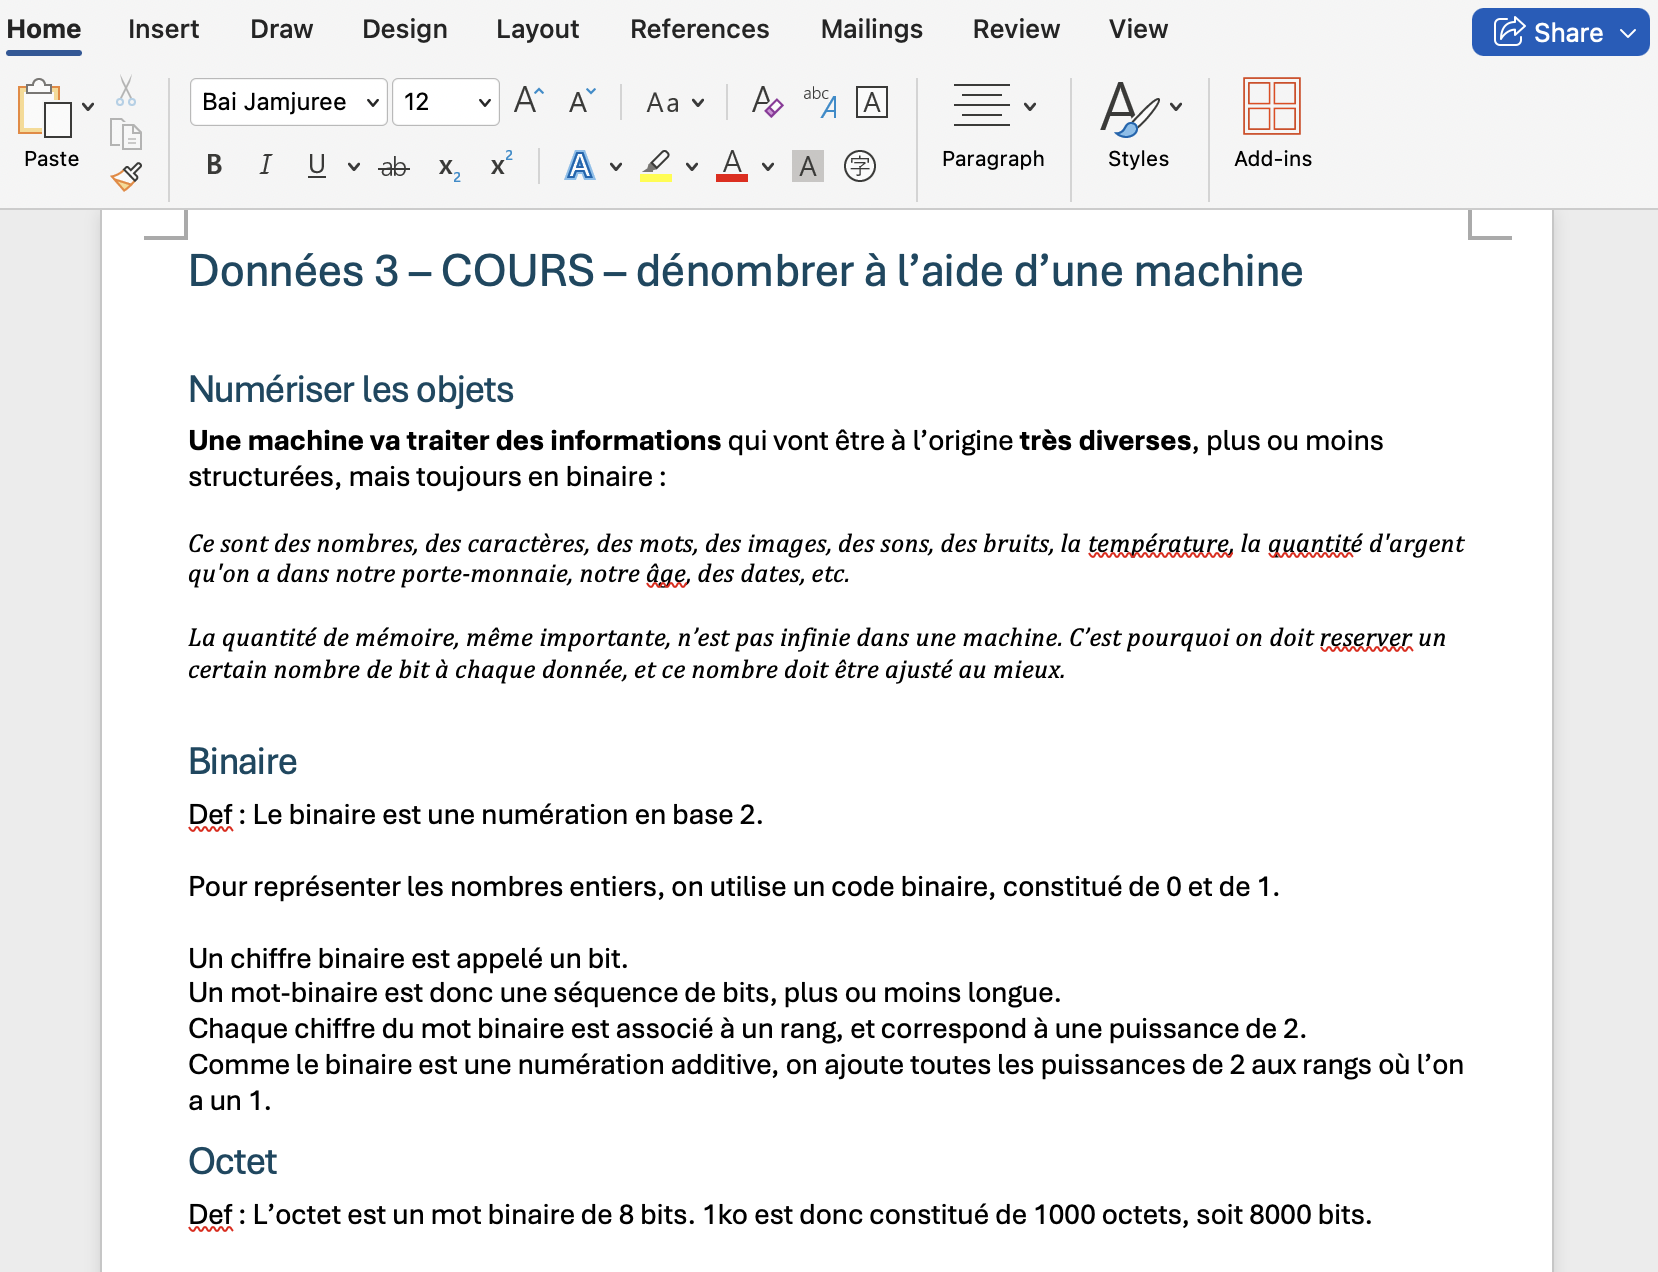 Home Insert Draw Design Layout References Mailings Review View Share
Paste Bai Jamjuree 12 A A Aa A abc A A
B I U ab x2 x2 A A A 字 Paragraph Styles Add-ins
Données 3 – COURS – dénombrer à l’aide d’une machine
Numériser les objets
Une machine va traiter des informations qui vont être à l’origine très diverses, plus ou moins
structurées, mais toujours en binaire :
Ce sont des nombres, des caractères, des mots, des images, des sons, des bruits, la température, la quantité d'argent
qu'on a dans notre porte-monnaie, notre âge, des dates, etc.
La quantité de mémoire, même importante, n’est pas infinie dans une machine. C’est pourquoi on doit reserver un
certain nombre de bit à chaque donnée, et ce nombre doit être ajusté au mieux.
Binaire
Def : Le binaire est une numération en base 2.
Pour représenter les nombres entiers, on utilise un code binaire, constitué de 0 et de 1.
Un chiffre binaire est appelé un bit.
Un mot-binaire est donc une séquence de bits, plus ou moins longue.
Chaque chiffre du mot binaire est associé à un rang, et correspond à une puissance de 2.
Comme le binaire est une numération additive, on ajoute toutes les puissances de 2 aux rangs où l’on
a un 1.
Octet
Def : L’octet est un mot binaire de 8 bits. 1ko est donc constitué de 1000 octets, soit 8000 bits.